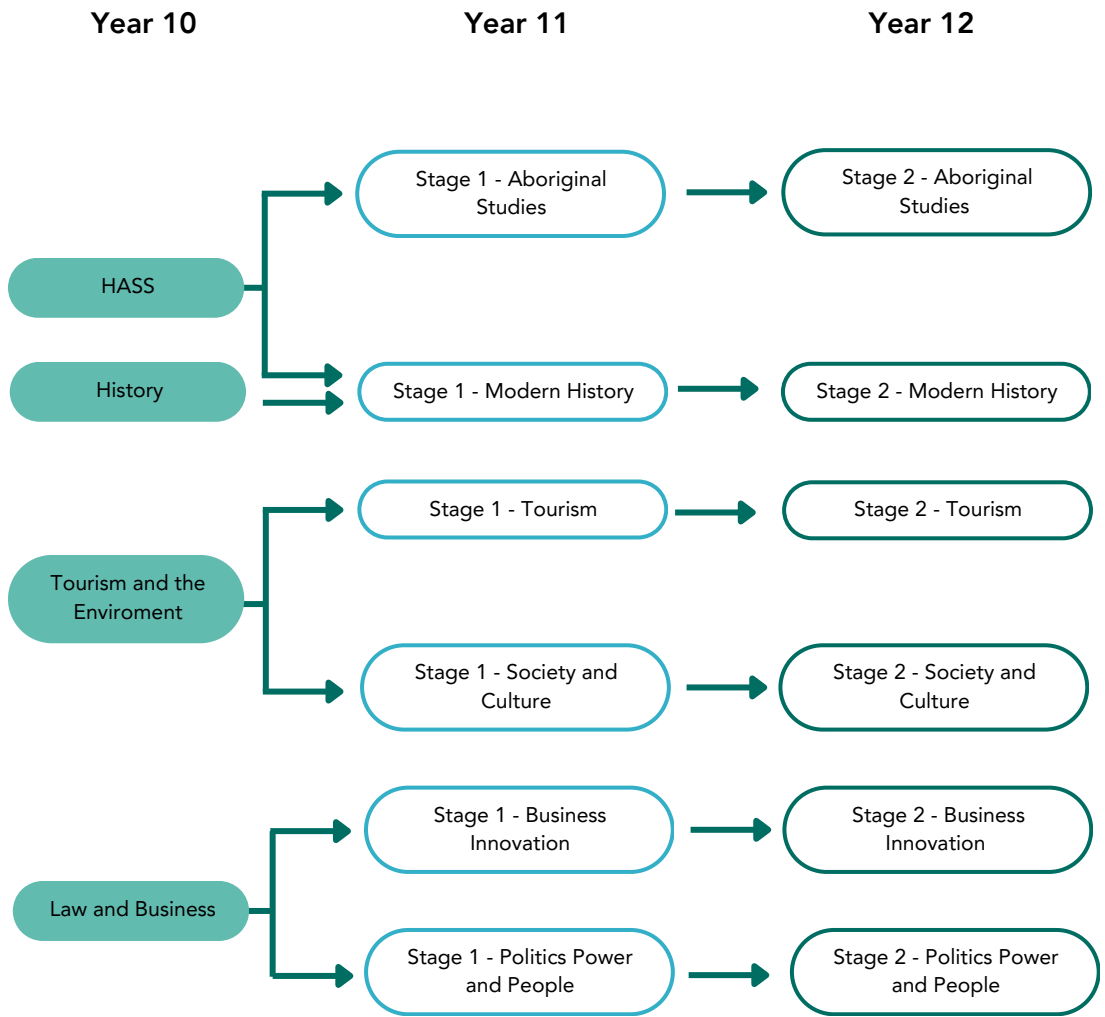 Year 10
Year 11
Year 12
Stage 1 - Aboriginal
Studies
Stage 2 - Aboriginal
Studies
HASS
History
Stage 1 - Modern History
Stage 2 - Modern History
Stage 1 - Tourism
Stage 2 - Tourism
Tourism and the
Enviroment
Stage 1 - Society and
Culture
Stage 2 - Society and
Culture
Stage 1 - Business
Innovation
Stage 2 - Business
Innovation
Law and Business
Stage 1 - Politics Power
and People
Stage 2 - Politics Power
and People